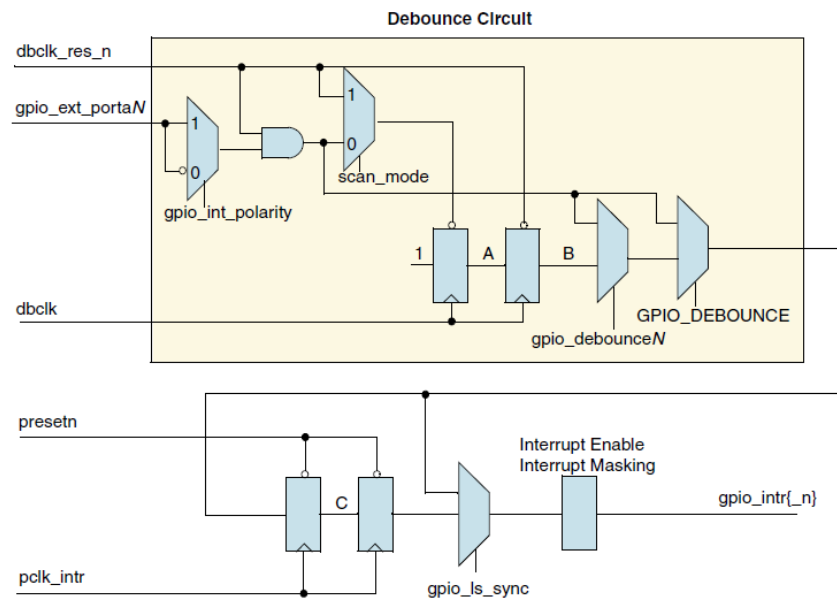 Debounce Circuit
dbclk_res_n
gpio_ext_portaN
1
0
1
0
scan_mode
gpio_int_polarity
1
A
B
dbclk
GPIO_DEBOUNCE
gpio_debounceN
presetn
Interrupt Enable
Interrupt Masking
C
gpio_intr{_n}
pclk_intr
gpio_ls_sync